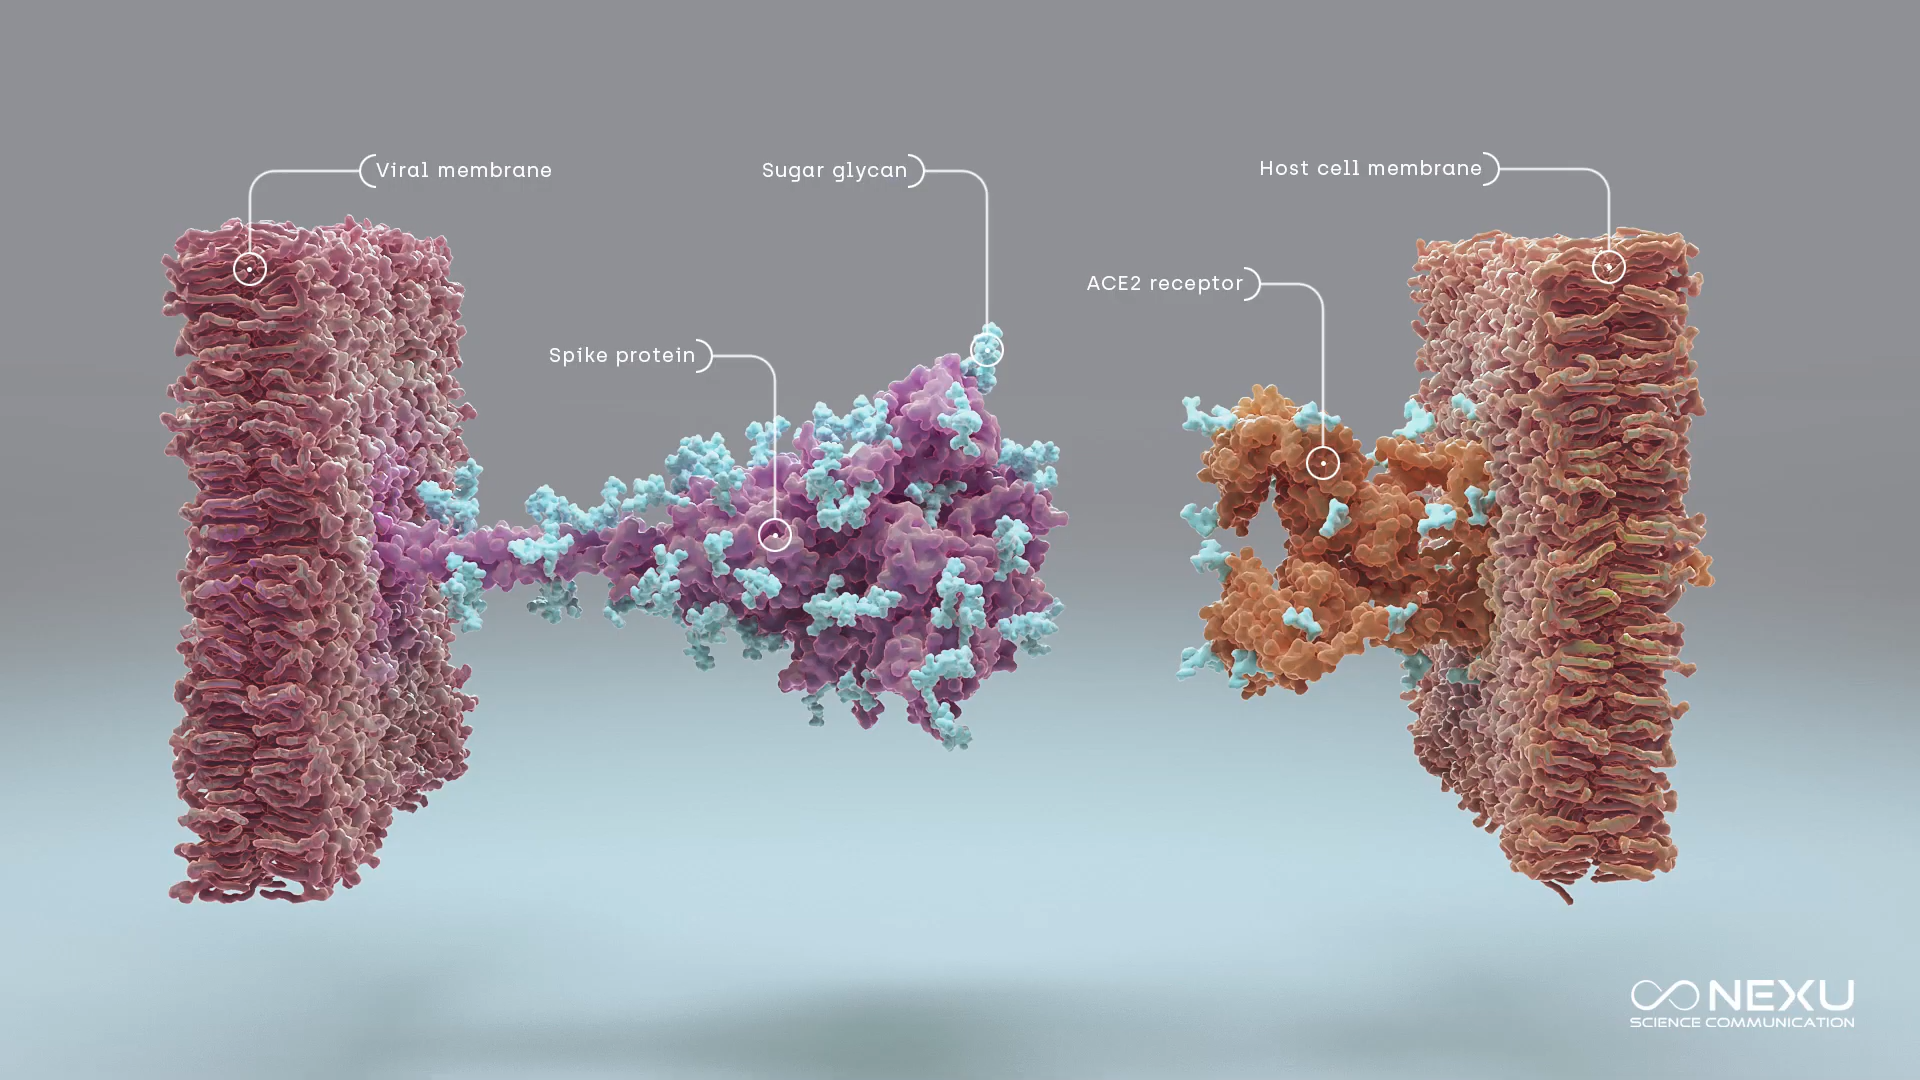 Viral membrane
Sugar glycan
Host cell membrane
ACE2 receptor
Spike protein
NEXU
SCIENCE COMMUNICATION